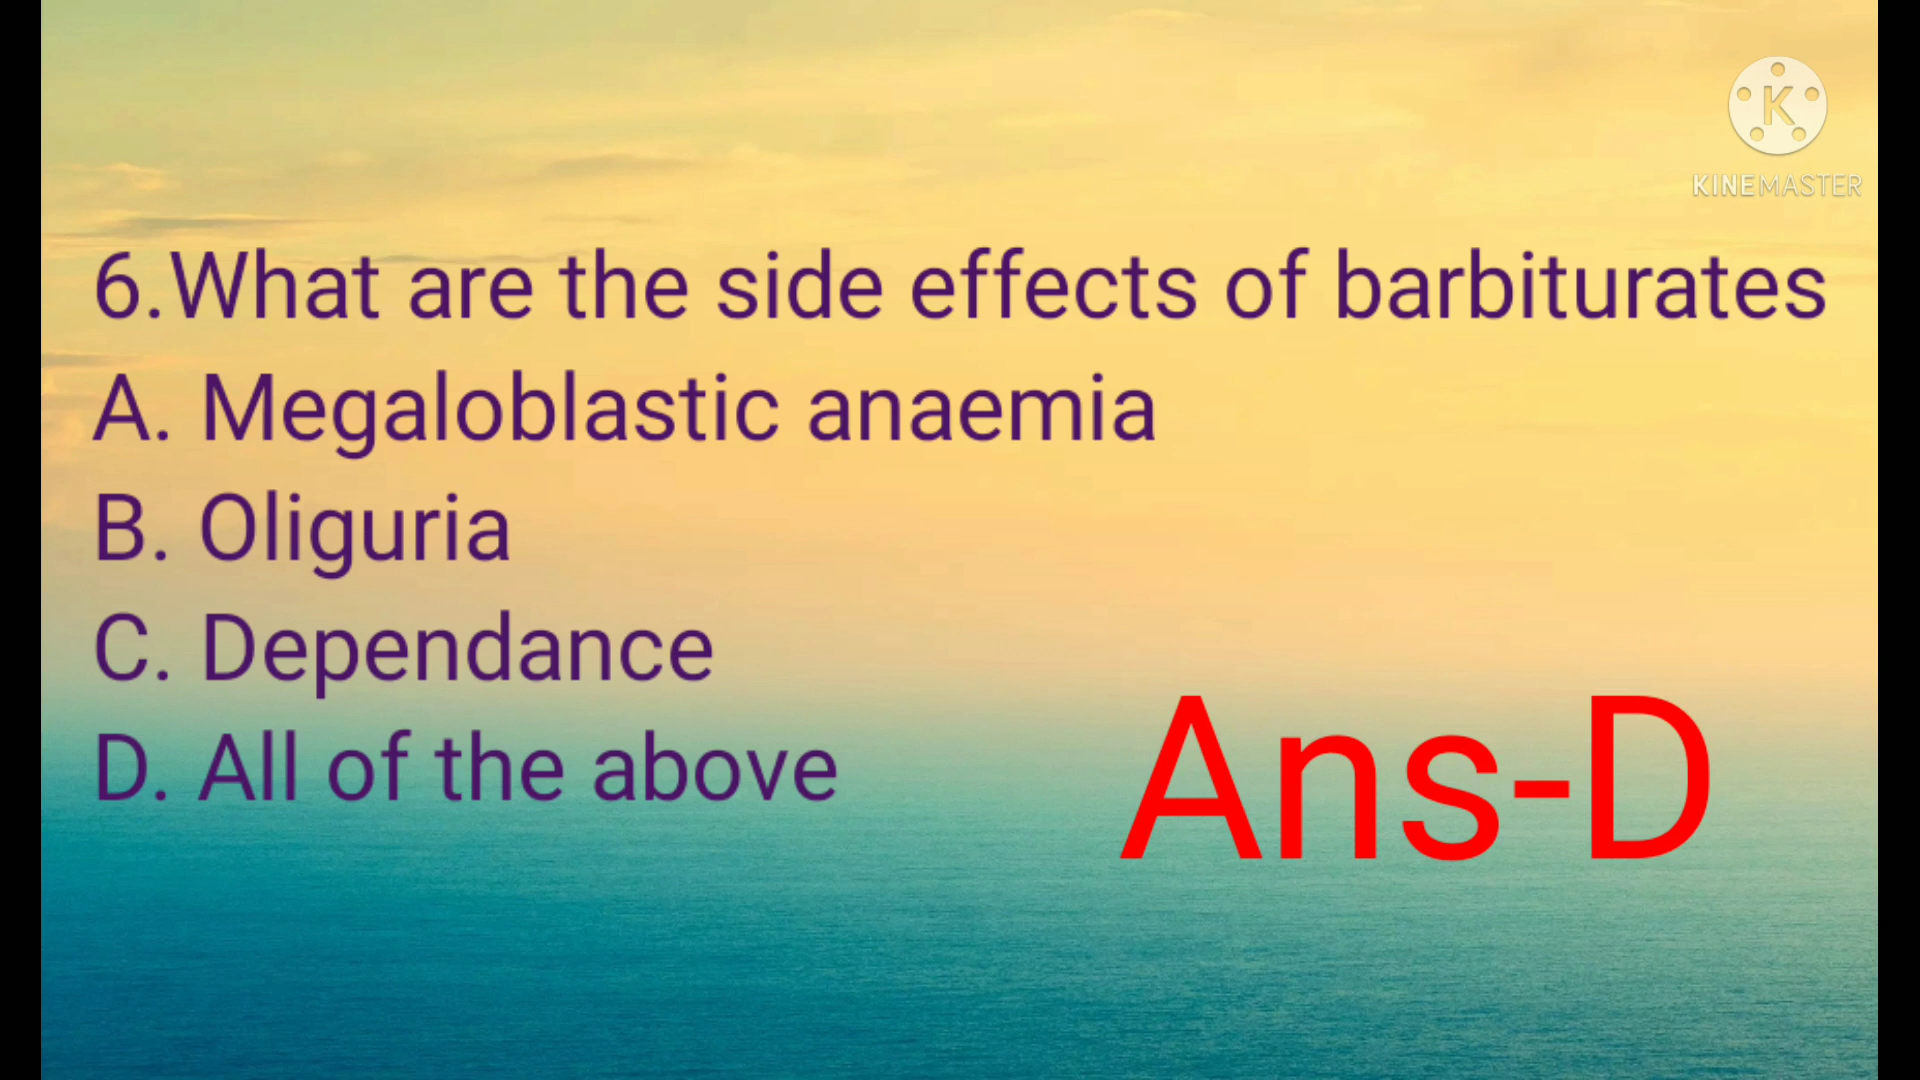 K
KINEMASTER
6.What are the side effects of barbiturates
A. Megaloblastic anaemia
B. Oliguria
C. Dependance
D. All of the above
Ans-D